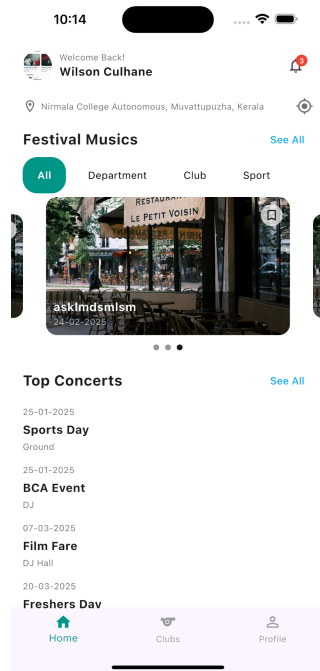 10:14
Welcome Back!
Wilson Culhane
3
Nirmala College Autonomous, Muvattupuzha, Kerala
Festival Musics
See All
All
Department
Club
Sport
RESTAURANT
LE PETIT VOISIN
asklmdsmlsm
24-02-2025
Top Concerts
See All
25-01-2025
Sports Day
Ground
25-01-2025
BCA Event
DJ
07-03-2025
Film Fare
DJ Hall
20-03-2025
Freshers Day
Home
Clubs
Profile